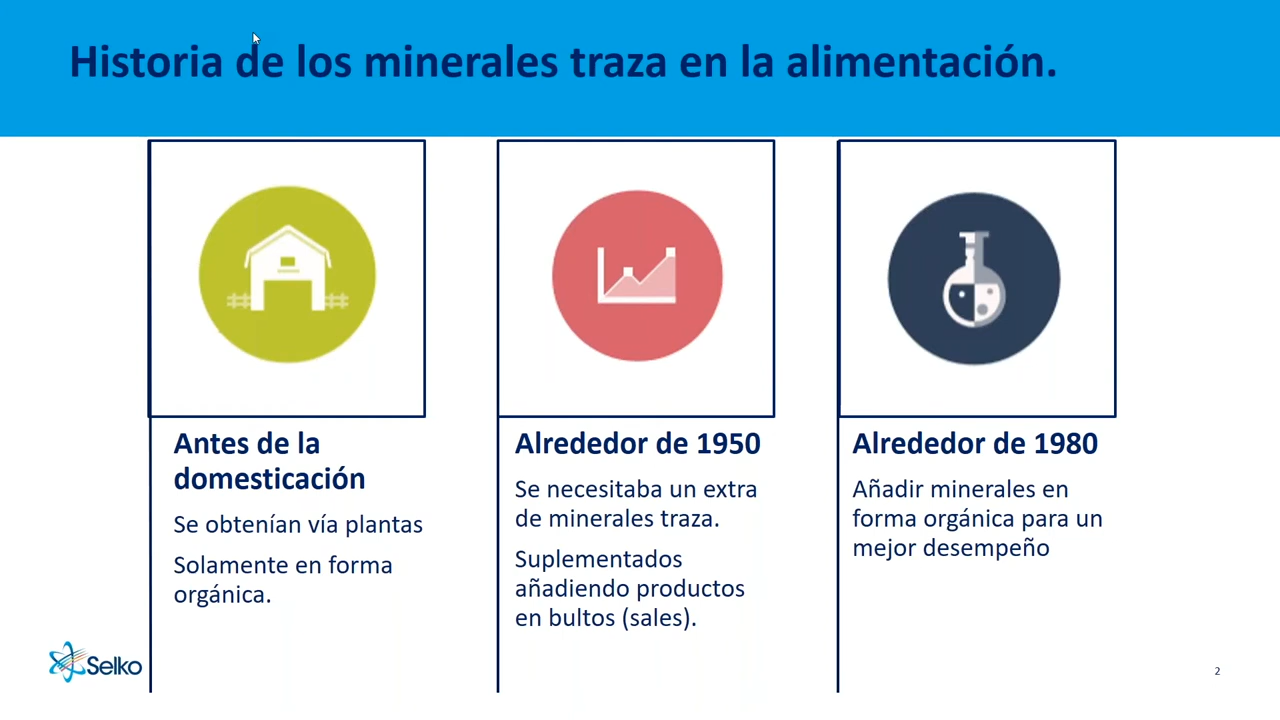 Historia de los minerales traza en la alimentación.
Antes de la
domesticación
Se obtenían vía plantas
Solamente en forma
orgánica.
Alrededor de 1950
Se necesitaba un extra
de minerales traza.
Suplementados
añadiendo productos
en bultos (sales).
Alrededor de 1980
Añadir minerales en
forma orgánica para un
mejor desempeño
Selko
2